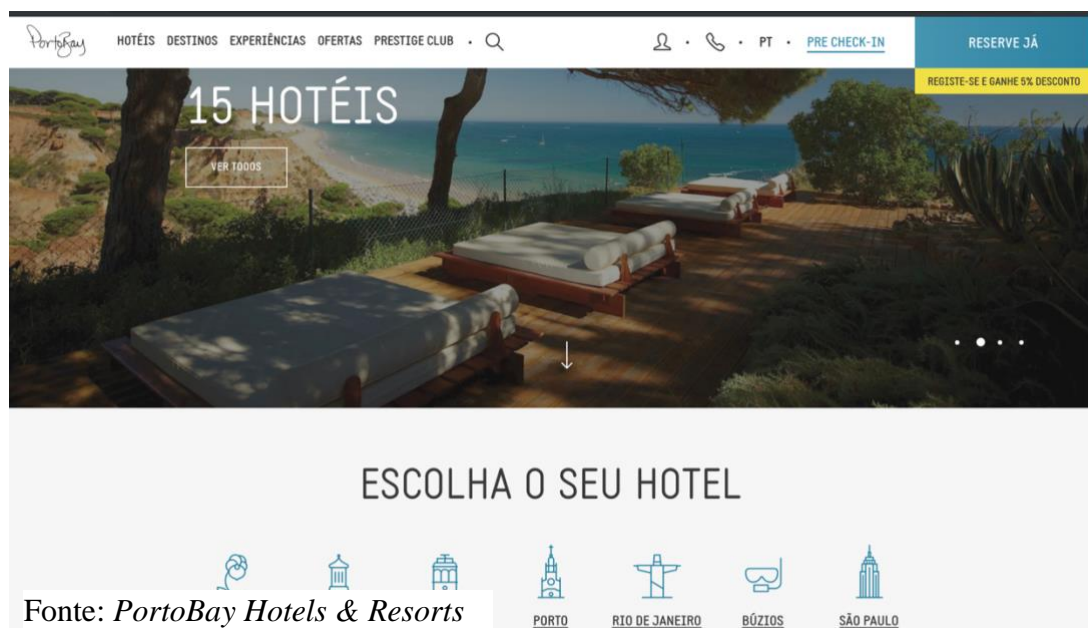 PortoBay HOTÉIS DESTINOS EXPERIÊNCIAS OFERTAS PRESTIGE CLUB · PT · PRE CHECK-IN RESERVE JÁ
REGISTE-SE E GANHE 5% DESCONTO
15 HOTÉIS
VER TODOS
ESCOLHA O SEU HOTEL
PORTO RIO DE JANEIRO BÚZIOS SÃO PAULO
Fonte: PortoBay Hotels & Resorts